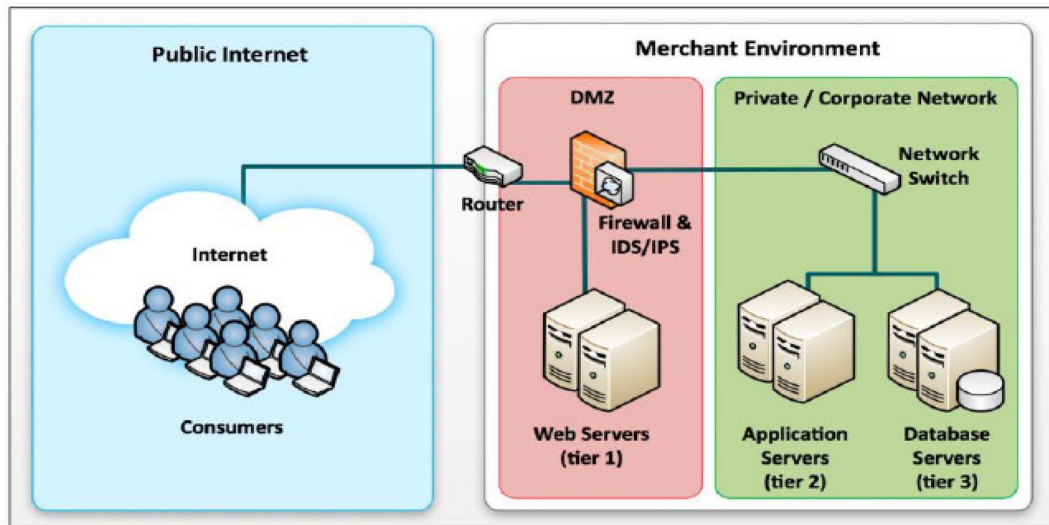 Public Internet
Merchant Environment
DMZ
Private / Corporate Network
Network
Switch
Router
Firewall &
IDS/IPS
Internet
Consumers
Web Servers
(tier 1)
Application
Servers
(tier 2)
Database
Servers
(tier 3)